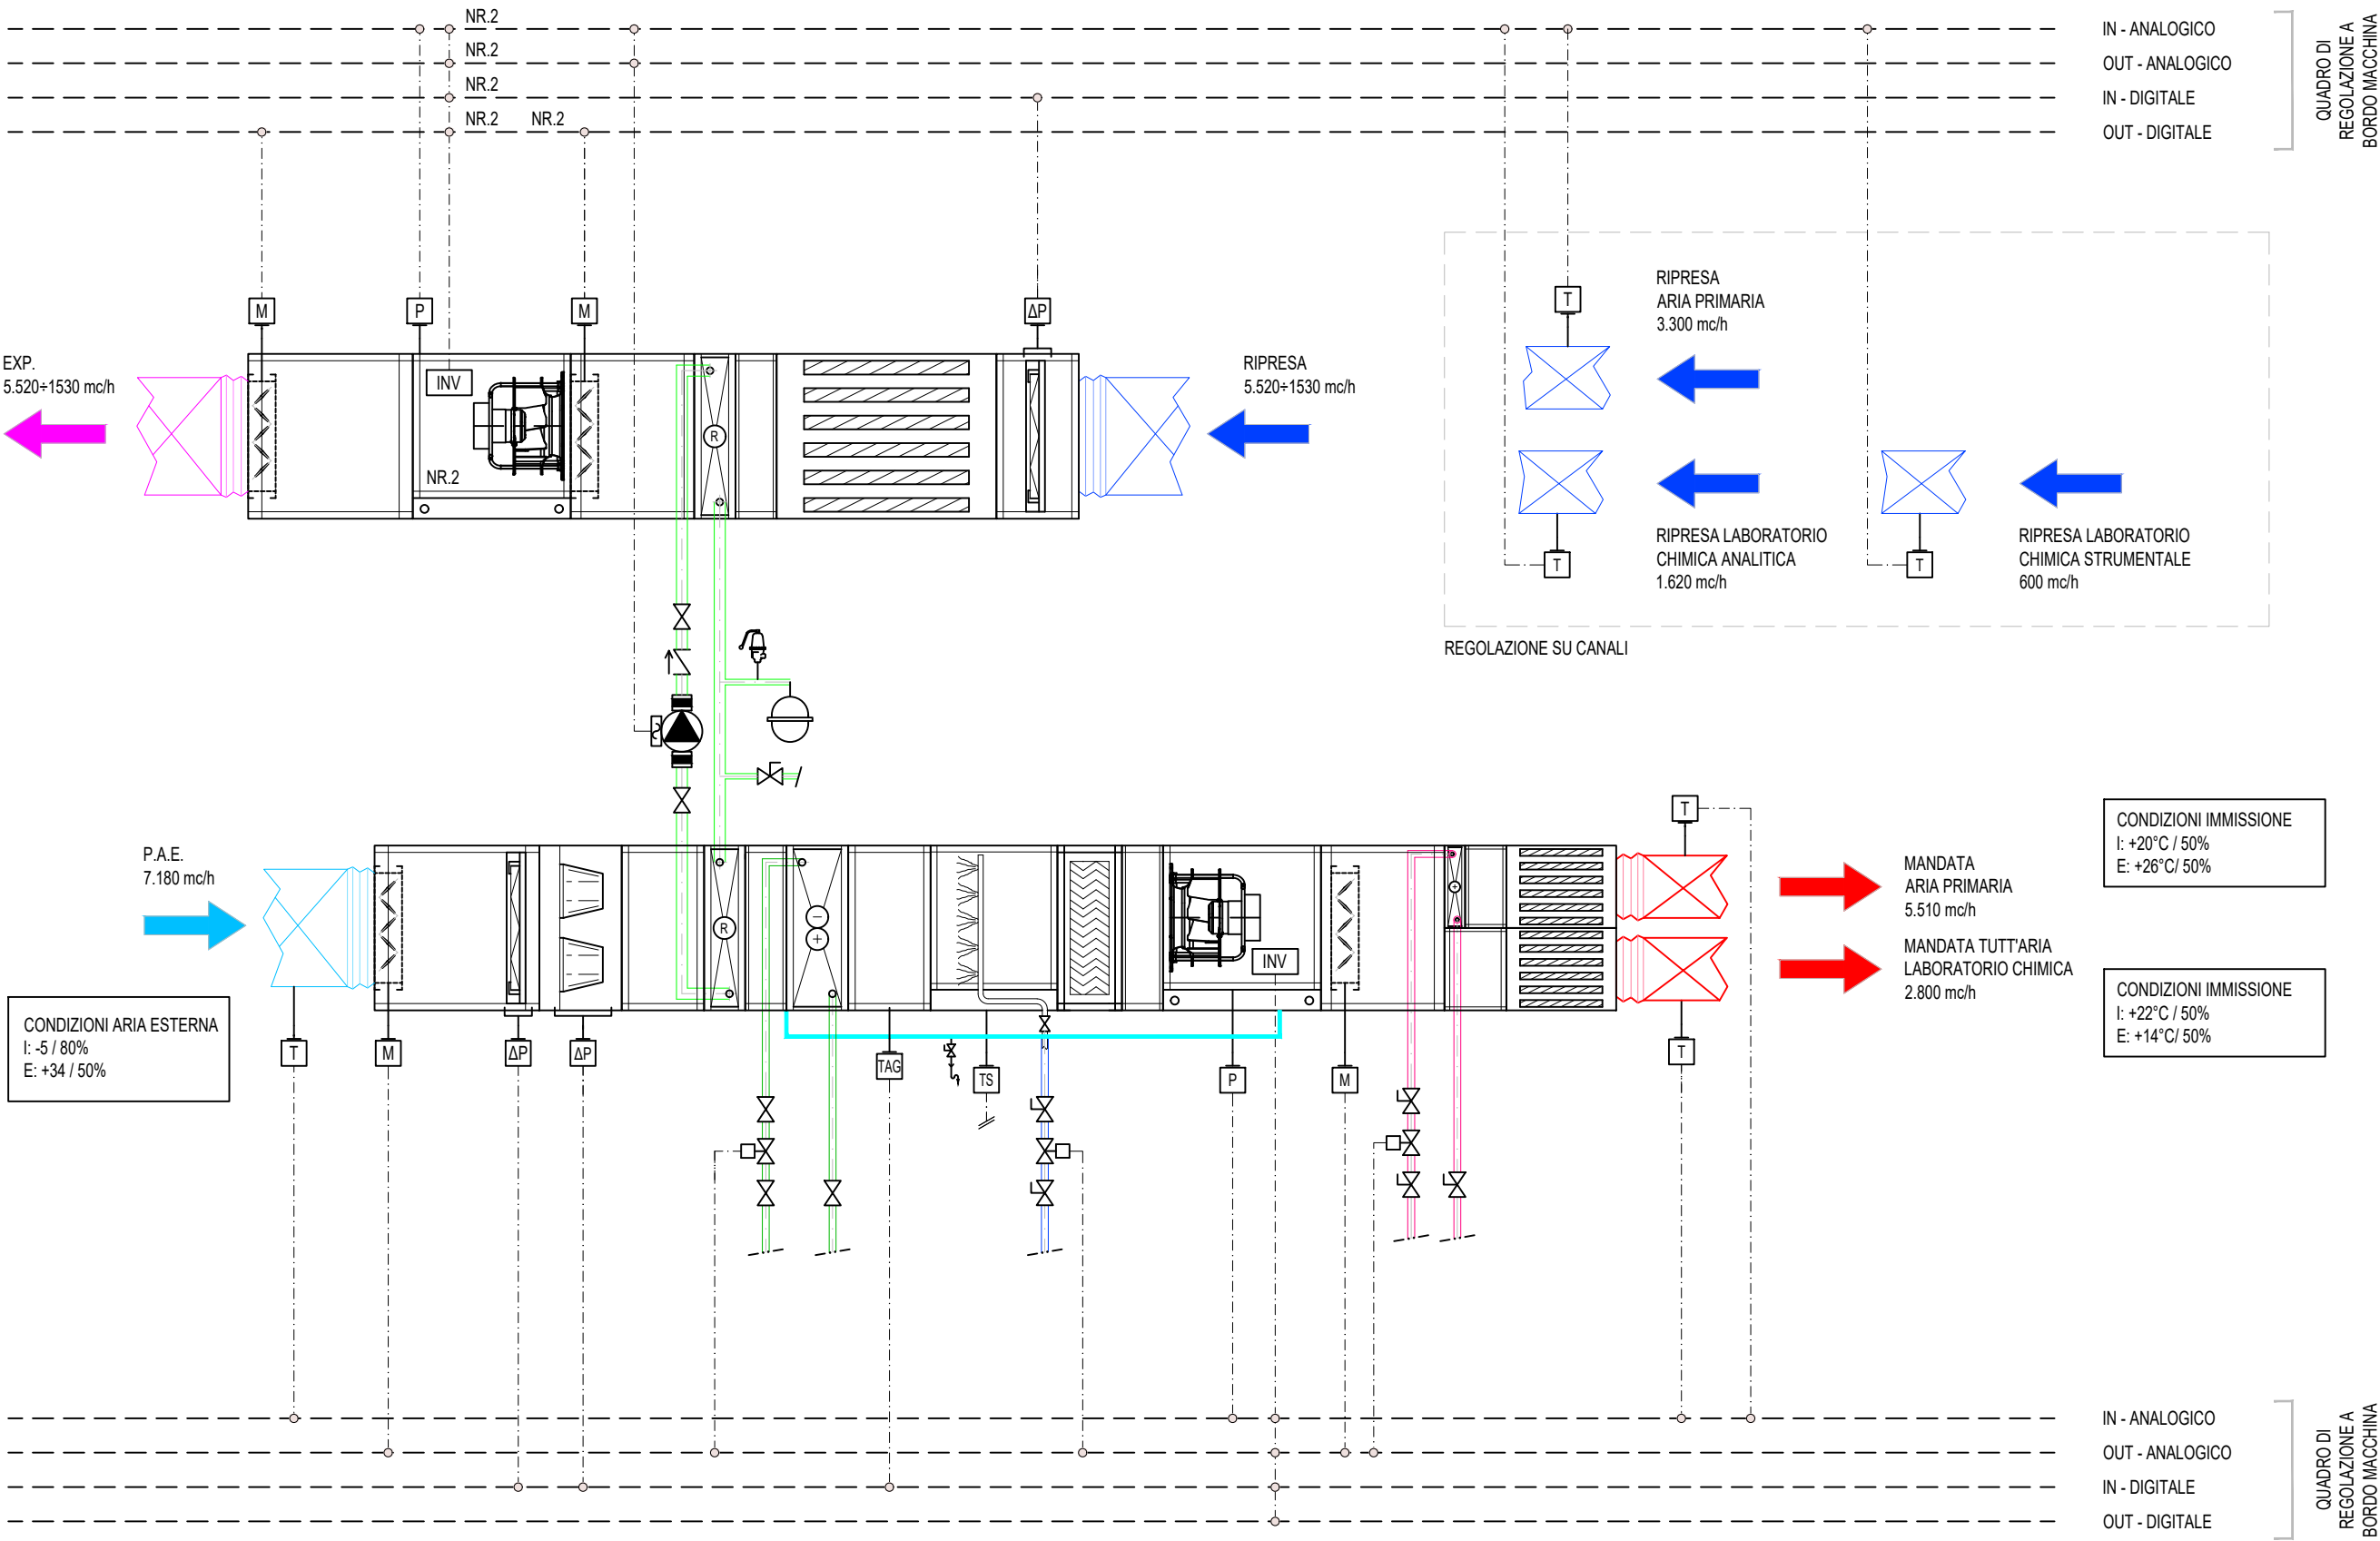 NR.2
IN - ANALOGICO
NR.2
OUT - ANALOGICO
NR.2
IN - DIGITALE
NR.2 NR.2
OUT - DIGITALE
QUADRO DI
REGOLAZIONE A
BORDO MACCHINA
M
P
M
ΔP
EXP.
5.520÷1530 mc/h
INV
NR.2
R
RIPRESA
5.520÷1530 mc/h
T
RIPRESA
ARIA PRIMARIA
3.300 mc/h
T
RIPRESA LABORATORIO
CHIMICA ANALITICA
1.620 mc/h
T
RIPRESA LABORATORIO
CHIMICA STRUMENTALE
600 mc/h
REGOLAZIONE SU CANALI
P.A.E.
7.180 mc/h
R
INV
T
MANDATA
ARIA PRIMARIA
5.510 mc/h
CONDIZIONI IMMISSIONE
I: +20°C / 50%
E: +26°C/ 50%
MANDATA TUTT'ARIA
LABORATORIO CHIMICA
2.800 mc/h
CONDIZIONI IMMISSIONE
I: +22°C / 50%
E: +14°C/ 50%
CONDIZIONI ARIA ESTERNA
I: -5 / 80%
E: +34 / 50%
T
M
ΔP
ΔP
TAG
TS
P
M
T
IN - ANALOGICO
OUT - ANALOGICO
IN - DIGITALE
OUT - DIGITALE
QUADRO DI
REGOLAZIONE A
BORDO MACCHINA